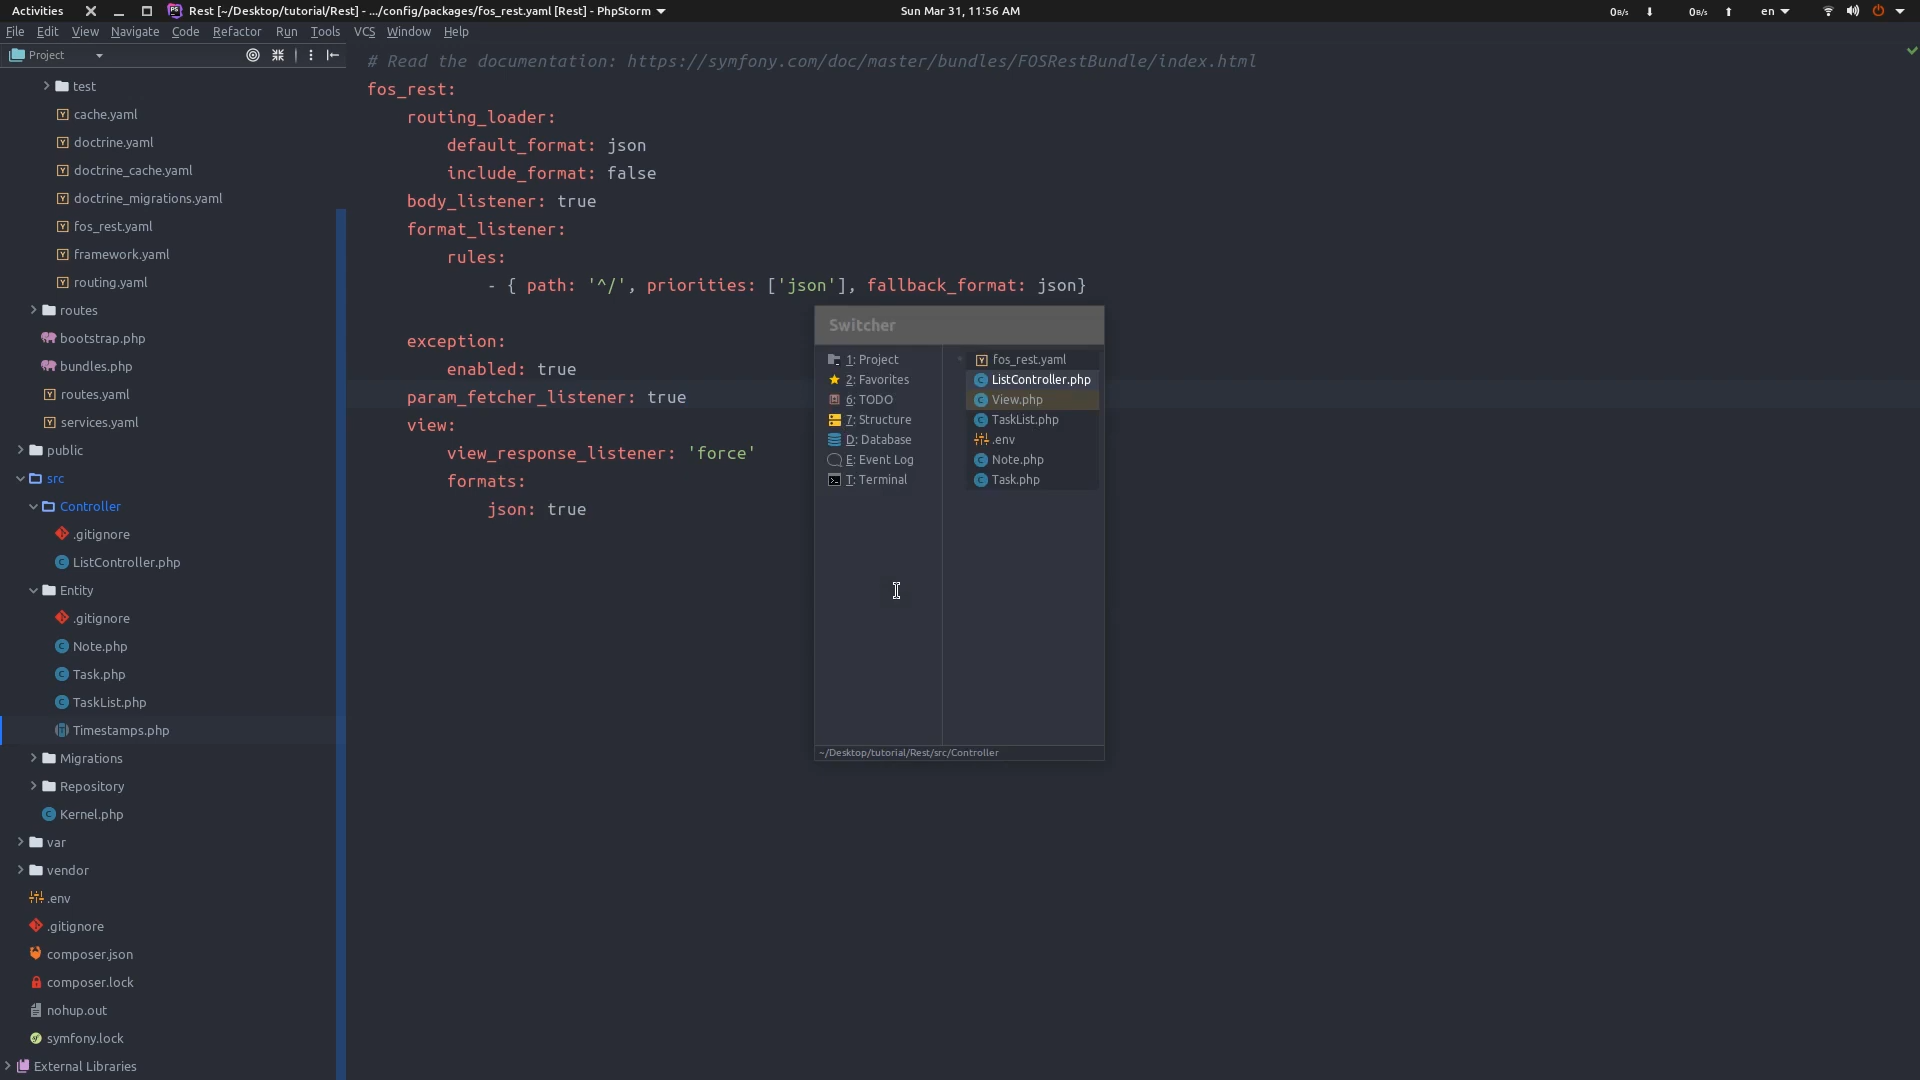 Activities
Rest [~/Desktop/tutorial/Rest] - .../config/packages/fos_rest.yaml [Rest] - PhpStorm
Sun Mar 31, 11:56 AM
0B/s
0B/s
en
File Edit View Navigate Code Refactor Run Tools VCS Window Help
Project
test
cache.yaml
doctrine.yaml
doctrine_cache.yaml
doctrine_migrations.yaml
fos_rest.yaml
framework.yaml
routing.yaml
routes
bootstrap.php
bundles.php
routes.yaml
services.yaml
public
src
Controller
.gitignore
ListController.php
Entity
.gitignore
Note.php
Task.php
TaskList.php
Timestamps.php
Migrations
Repository
Kernel.php
var
vendor
.env
.gitignore
composer.json
composer.lock
nohup.out
symfony.lock
External Libraries
# Read the documentation: https://symfony.com/doc/master/bundles/FOSRestBundle/index.html
fos_rest:
routing_loader:
default_format: json
include_format: false
body_listener: true
format_listener:
rules:
- { path: '^/', priorities: ['json'], fallback_format: json}
exception:
enabled: true
param_fetcher_listener: true
view:
view_response_listener: 'force'
formats:
json: true
Switcher
1: Project
2: Favorites
6: TODO
7: Structure
D: Database
E: Event Log
T: Terminal
fos_rest.yaml
ListController.php
View.php
TaskList.php
.env
Note.php
Task.php
~/Desktop/tutorial/Rest/src/Controller